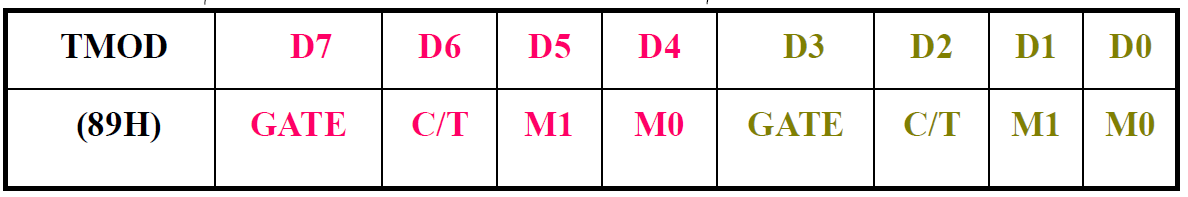 TMOD D7 D6 D5 D4 D3 D2 D1 D0
(89H) GATE C/T M1 M0 GATE C/T M1 M0